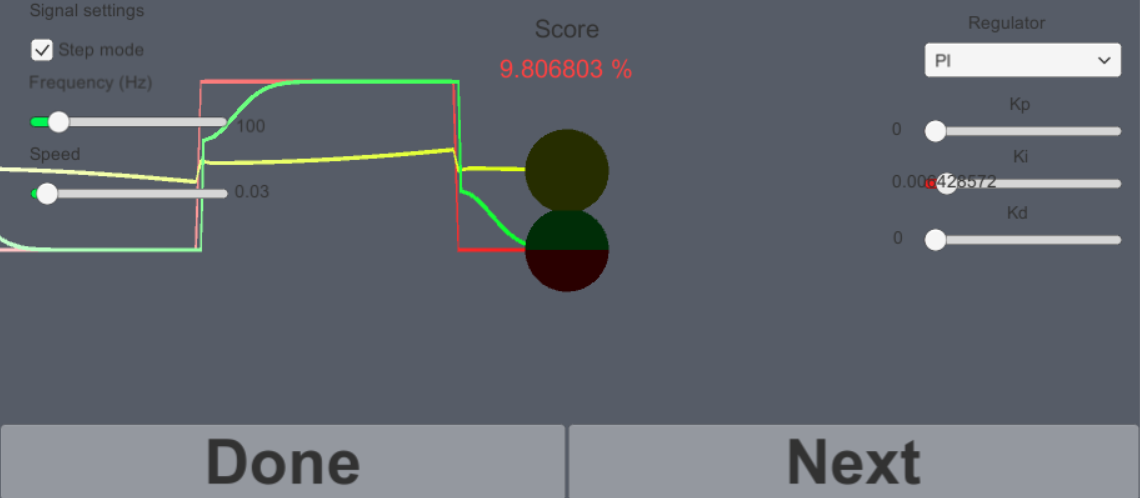 Signal settings
Step mode
Frequency (Hz)
100
Speed
0.03
Score
9.806803 %
Regulator
PI
Kp
0
Ki
0.006428572
Kd
0
Done
Next